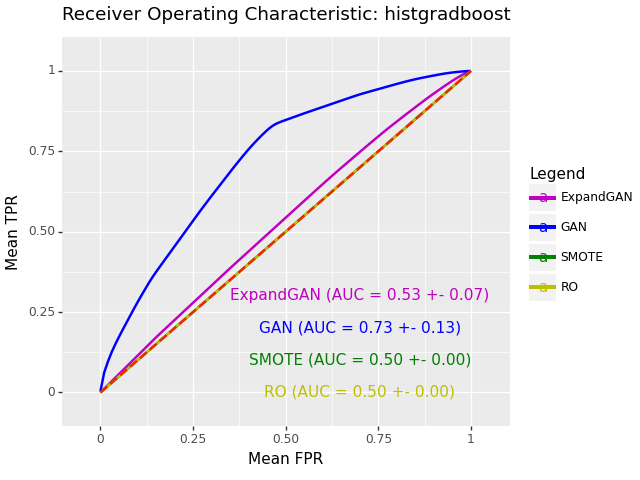 Receiver Operating Characteristic: histgradboost
1
0.75
0.50
0.25
0
Mean TPR
ExpandGAN (AUC = 0.53 +- 0.07)
GAN (AUC = 0.73 +- 0.13)
SMOTE (AUC = 0.50 +- 0.00)
RO (AUC = 0.50 +- 0.00)
0 0.25 0.50 0.75 1
Mean FPR
Legend
a ExpandGAN
a GAN
a SMOTE
a RO